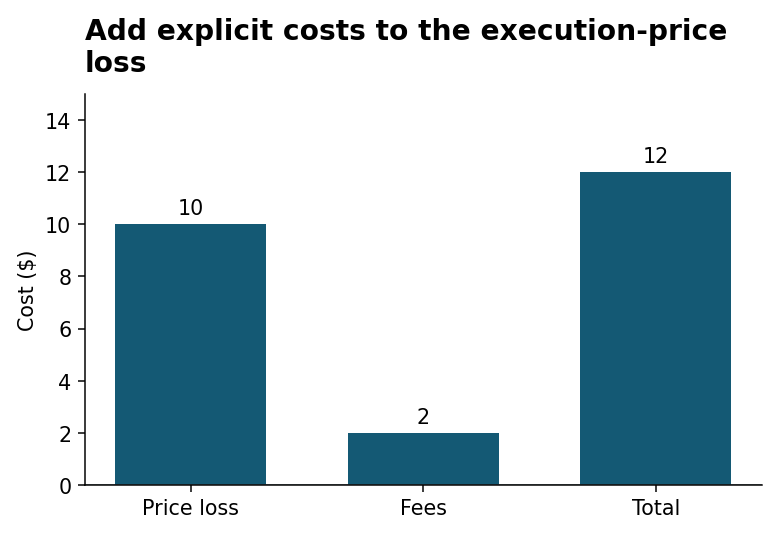 Add explicit costs to the execution-price
loss
14
12
10
8
6
4
2
0
Cost ($)
10
2
12
Price loss
Fees
Total